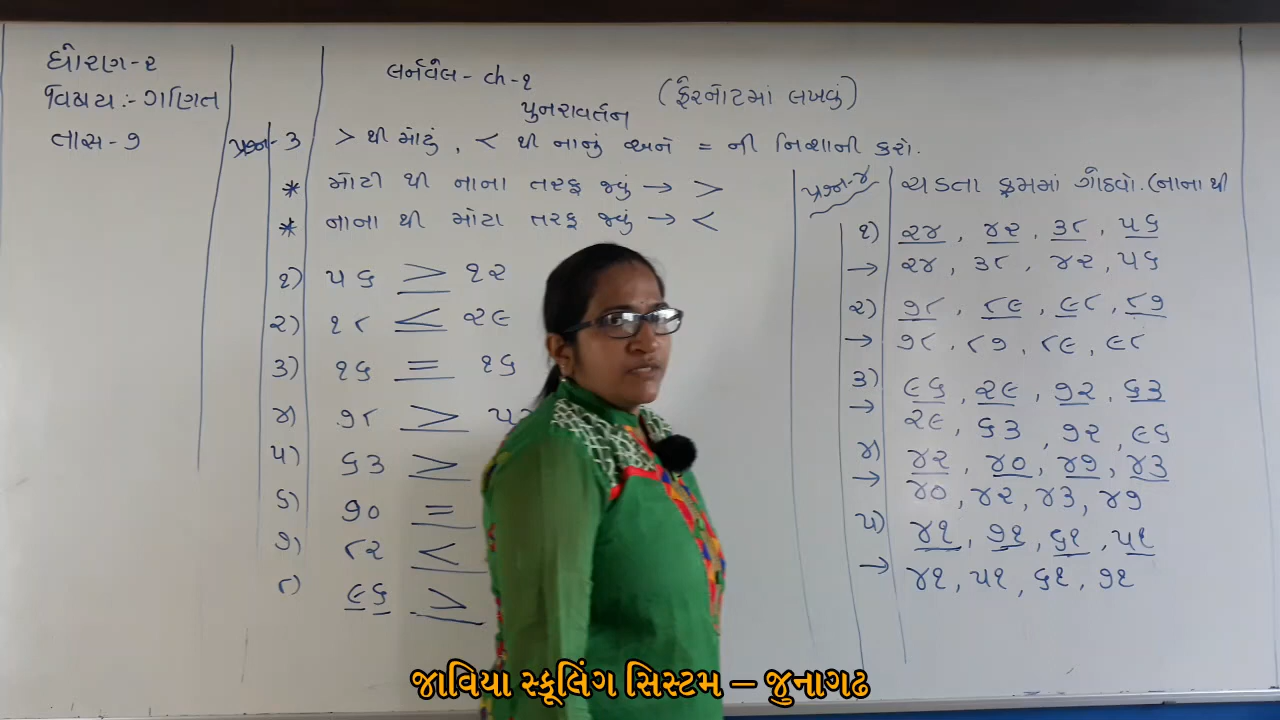 ધોરણ-૨
વિષય :- ગણિત
તાસ-૭
લર્નવેલ - ch-૧
પુનરાવર્તન
(ફેરનોટમાં લખવું)
પ્રશ્ન-૩ > થી મોટું, < થી નાનું અને = ની નિશાની કરો.
* મોટી થી નાના તરફ જવું → >
* નાના થી મોટા તરફ જવું → <
૧) ૫૬ > ૧૨
૨) ૧૮ < ૨૯
૩) ૧૬ = ૧૬
૪) ૭૮ >
૫) ૬૩ >
૬) ૭૦ =
૭) ૮૨ <
૮) ૯૬ >
પ્રશ્ન-૪ ચડતા ક્રમમાં ગોઠવો. (નાના થી
૧) ૨૪, ૪૨, ૩૮, ૫૬
→ ૨૪, ૩૮, ૪૨, ૫૬
૨) ૭૮, ૮૯, ૯૮, ૮૭
→ ૭૮, ૮૭, ૮૯, ૯૮
૩) ૯૬, ૨૯, ૭૨, ૬૩
→ ૨૯, ૬૩, ૭૨, ૯૬
૪) ૪૨, ૪૦, ૪૭, ૪૩
→ ૪૦, ૪૨, ૪૩, ૪૭
૫) ૪૧, ૭૧, ૬૧, ૫૧
→ ૪૧, ૫૧, ૬૧, ૭૧
જાવિયા સ્કૂલિંગ સિસ્ટમ – જુનાગઢ